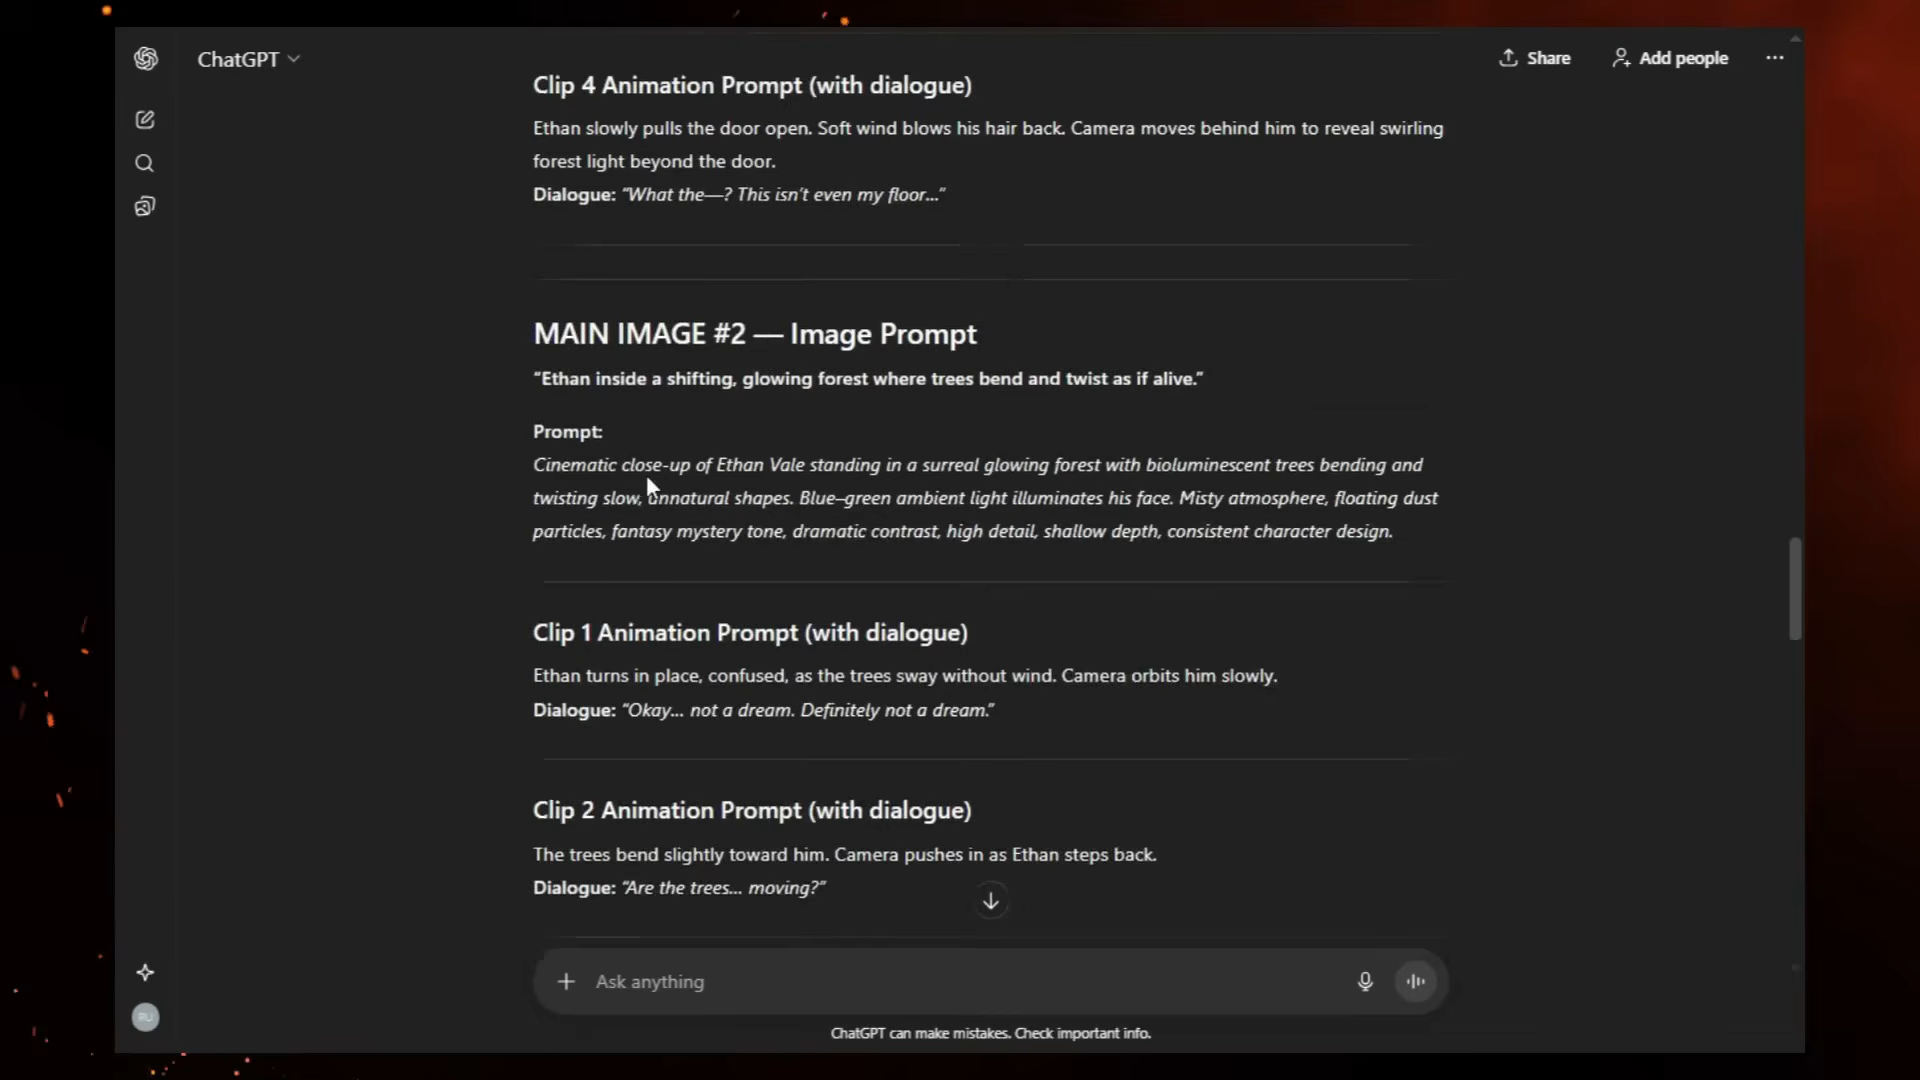 ChatGPT
Share
Add people
Clip 4 Animation Prompt (with dialogue)
Ethan slowly pulls the door open. Soft wind blows his hair back. Camera moves behind him to reveal swirling
forest light beyond the door.
Dialogue: “What the—? This isn’t even my floor...”
MAIN IMAGE #2 — Image Prompt
“Ethan inside a shifting, glowing forest where trees bend and twist as if alive.”
Prompt:
Cinematic close-up of Ethan Vale standing in a surreal glowing forest with bioluminescent trees bending and
twisting slow, unnatural shapes. Blue–green ambient light illuminates his face. Misty atmosphere, floating dust
particles, fantasy mystery tone, dramatic contrast, high detail, shallow depth, consistent character design.
Clip 1 Animation Prompt (with dialogue)
Ethan turns in place, confused, as the trees sway without wind. Camera orbits him slowly.
Dialogue: “Okay... not a dream. Definitely not a dream.”
Clip 2 Animation Prompt (with dialogue)
The trees bend slightly toward him. Camera pushes in as Ethan steps back.
Dialogue: “Are the trees... moving?”
Ask anything
RU
ChatGPT can make mistakes. Check important info.